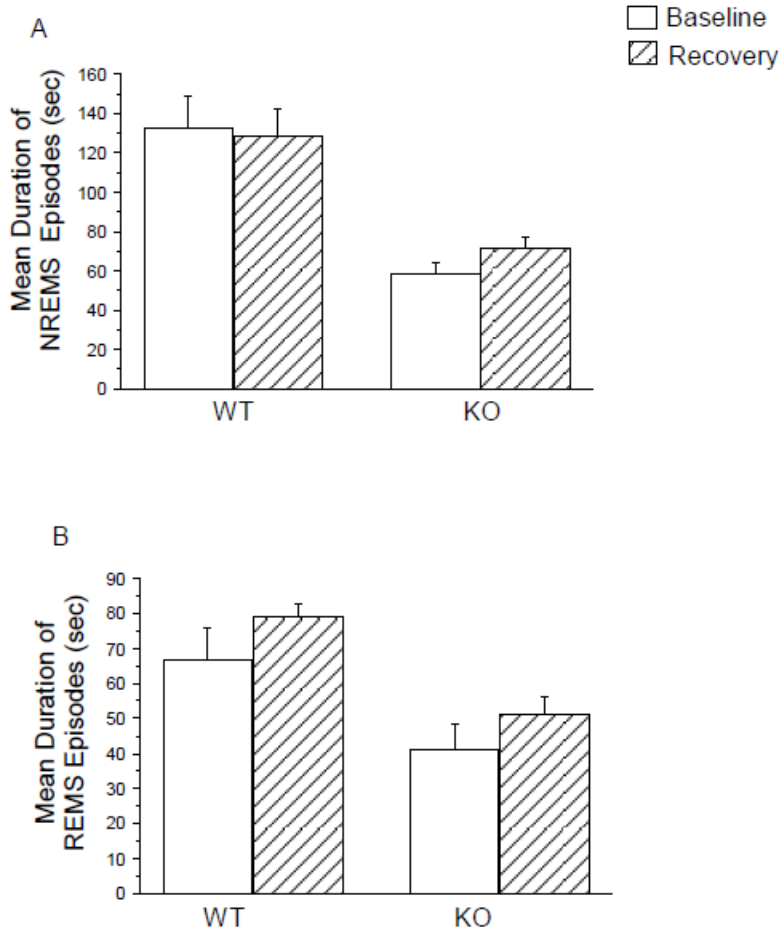 A
Baseline
Recovery
Mean Duration of
NREMS Episodes (sec)
160
140
120
100
80
60
40
20
0
WT
KO
B
Mean Duration of
REMS Episodes (sec)
90
80
70
60
50
40
30
20
10
0
WT
KO